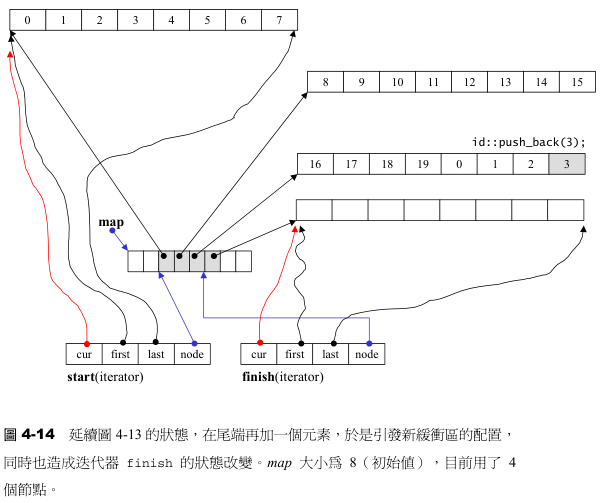 0 1 2 3 4 5 6 7
8 9 10 11 12 13 14 15
id::push_back(3);
16 17 18 19 0 1 2 3
map
cur first last node
start(iterator)
cur first last node
finish(iterator)
圖 4-14 延續圖 4-13 的狀態，在尾端再加一個元素，於是引發新緩衝區的配置，
同時也造成迭代器 finish 的狀態改變。map 大小爲 8（初始値），目前用了 4
個節點。